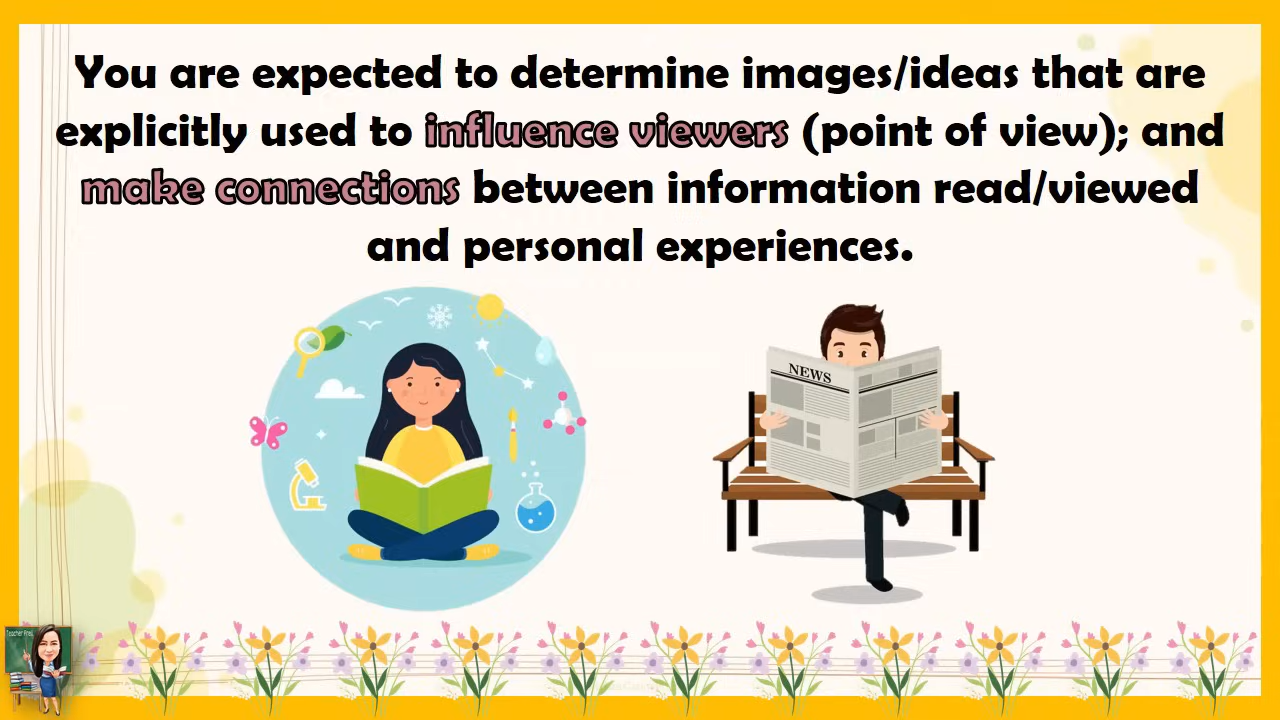 You are expected to determine images/ideas that are
explicitly used to influence viewers (point of view); and
make connections between information read/viewed
and personal experiences.
NEWS